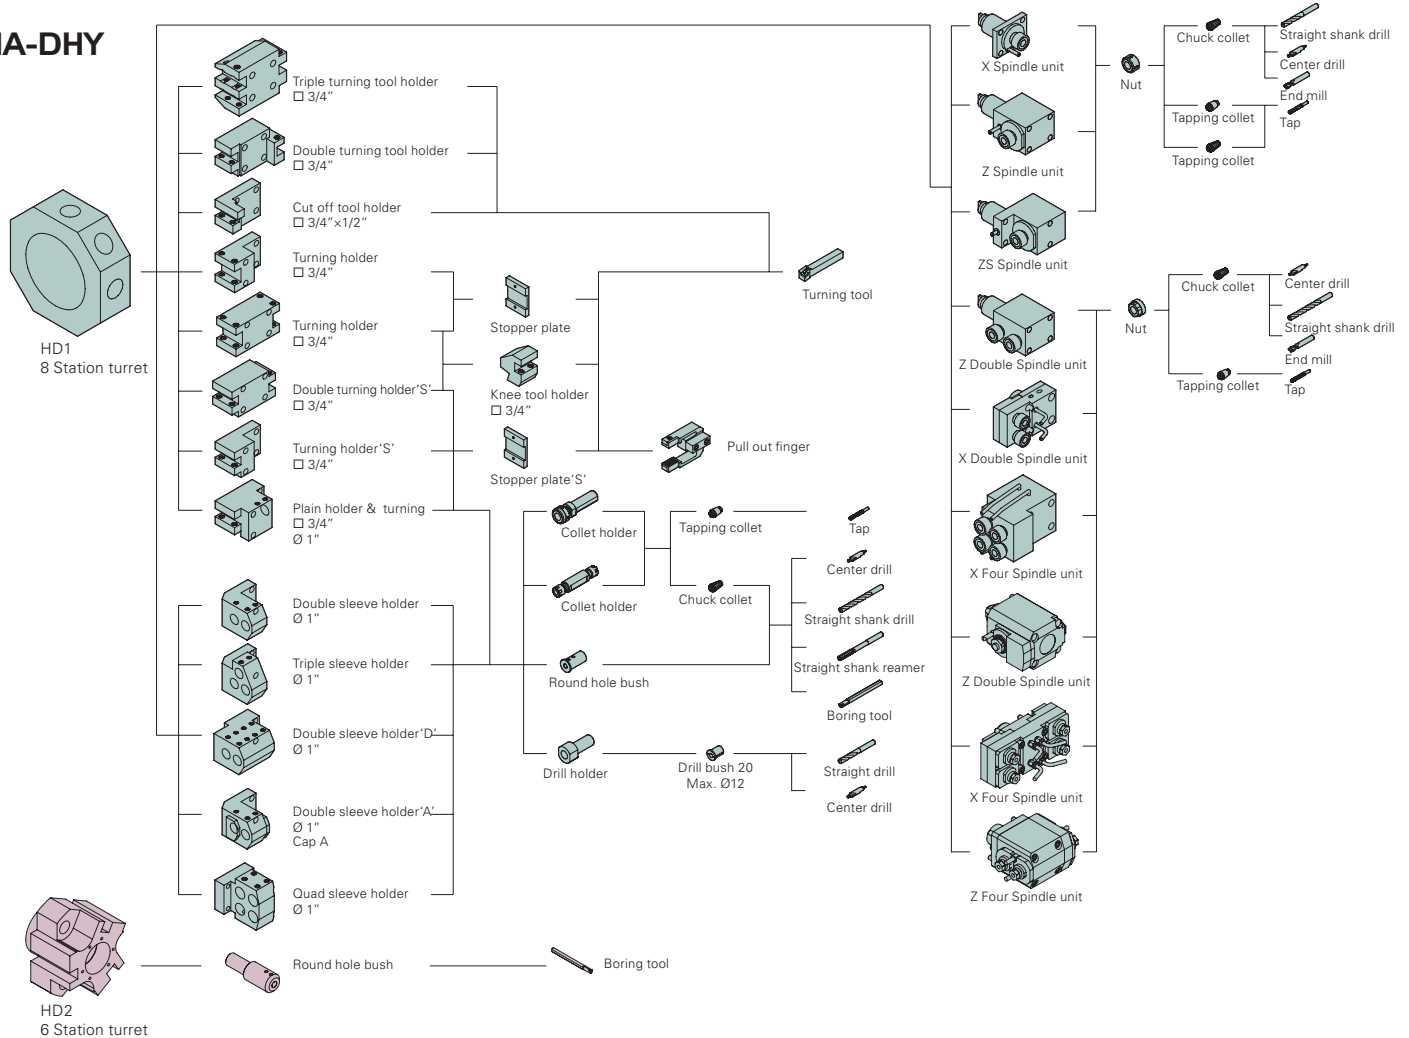 IA-DHY
Triple turning tool holder
□ 3/4"
Double turning tool holder
□ 3/4"
Cut off tool holder
□ 3/4"×1/2"
Turning holder
□ 3/4"
Turning holder
□ 3/4"
Double turning holder'S'
□ 3/4"
Turning holder'S'
□ 3/4"
Plain holder & turning
□ 3/4"
Ø 1"
HD1
8 Station turret
Double sleeve holder
Ø 1"
Triple sleeve holder
Ø 1"
Double sleeve holder'D'
Ø 1"
Double sleeve holder'A'
Ø 1"
Cap A
Quad sleeve holder
Ø 1"
HD2
6 Station turret
Round hole bush
Boring tool
Stopper plate
Knee tool holder
□ 3/4"
Stopper plate'S'
Turning tool
Pull out finger
Collet holder
Collet holder
Round hole bush
Drill holder
Tapping collet
Chuck collet
Drill bush 20
Max. Ø12
Tap
Center drill
Straight shank drill
Straight shank reamer
Boring tool
Straight drill
Center drill
X Spindle unit
Z Spindle unit
ZS Spindle unit
Z Double Spindle unit
X Double Spindle unit
X Four Spindle unit
Z Double Spindle unit
X Four Spindle unit
Z Four Spindle unit
Nut
Chuck collet
Tapping collet
Tapping collet
Straight shank drill
Center drill
End mill
Tap
Nut
Chuck collet
Tapping collet
Center drill
Straight shank drill
End mill
Tap